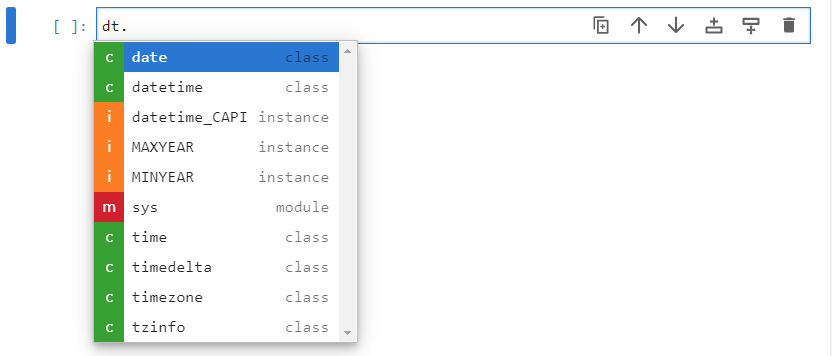 [ ]: dt.
c date class
c datetime class
i datetime_CAPI instance
i MAXYEAR instance
i MINYEAR instance
m sys module
c time class
c timedelta class
c timezone class
c tzinfo class